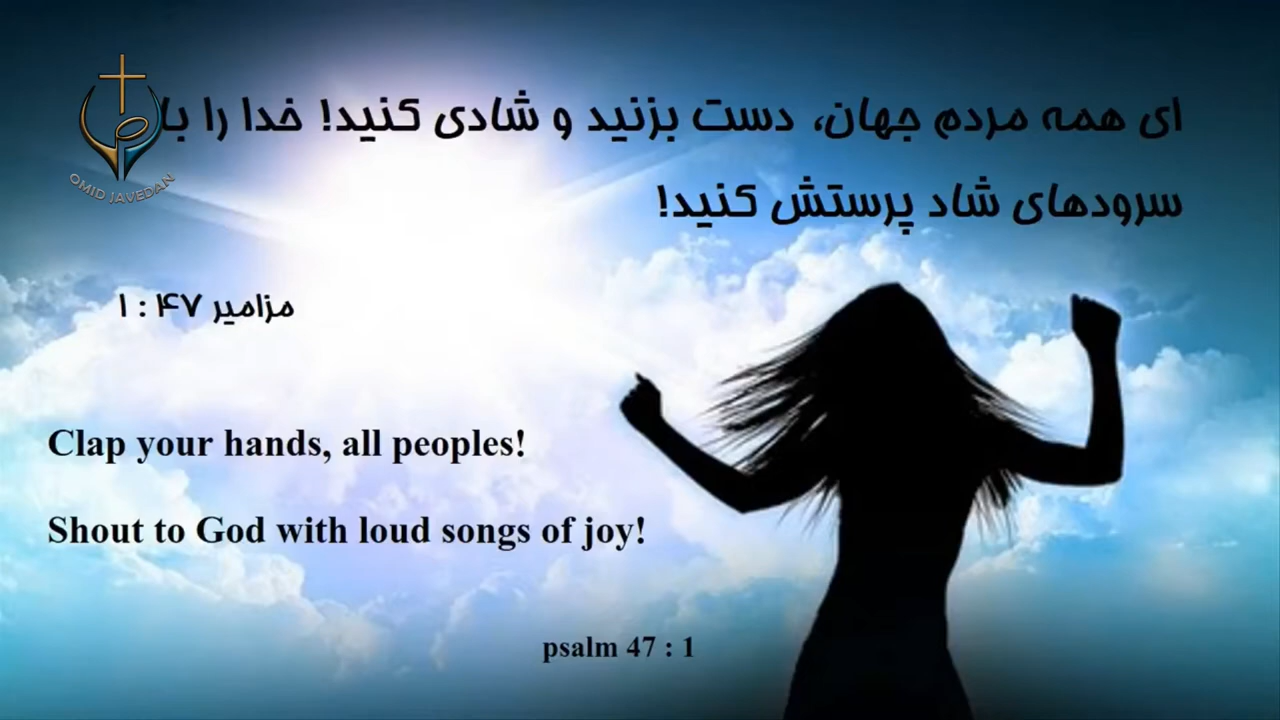 OMID JAVEDAN
ای همه مردم جهان، دست بزنید و شادی کنید! خدا را با
سرودهای شاد پرستش کنید!
مزامیر ۴۷ : ۱
Clap your hands, all peoples!
Shout to God with loud songs of joy!
psalm 47 : 1